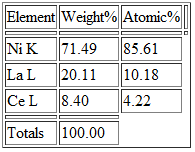 Element Weight% Atomic%
Ni K 71.49 85.61
La L 20.11 10.18
Ce L 8.40 4.22
Totals 100.00